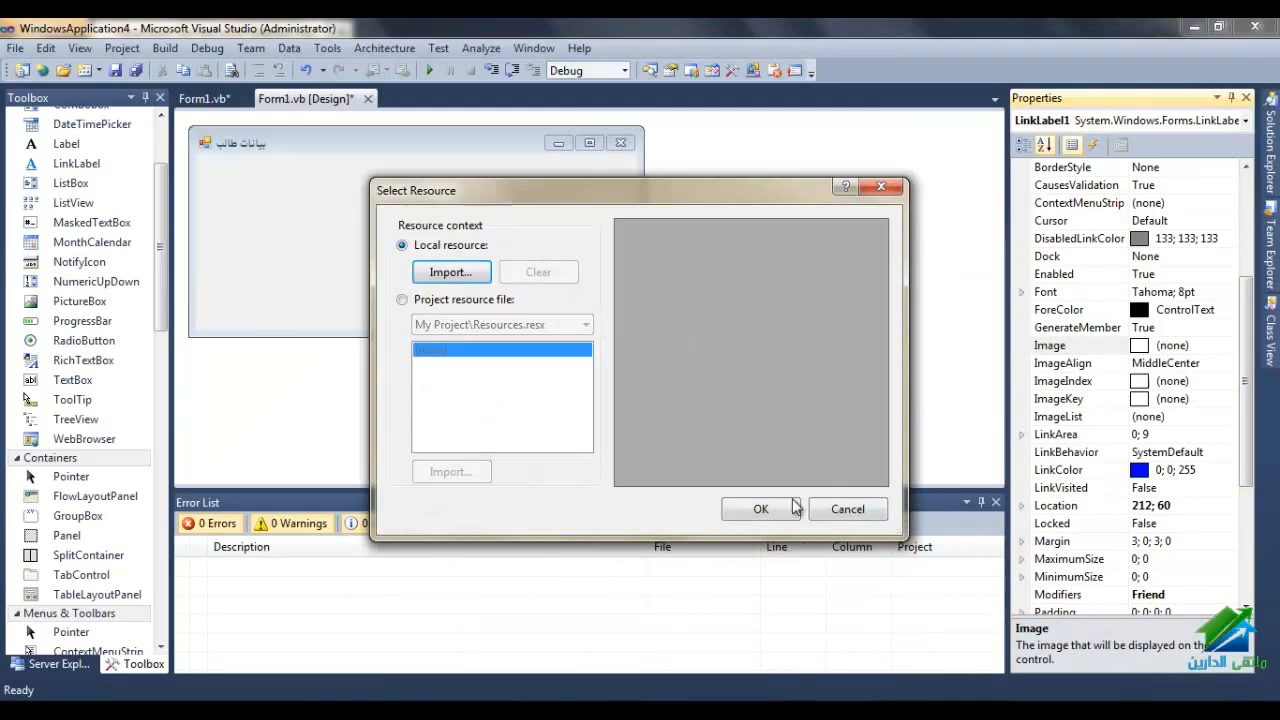 WindowsApplication4 - Microsoft Visual Studio (Administrator)
File Edit View Project Build Debug Team Data Tools Architecture Test Analyze Window Help
Debug
Toolbox
Form1.vb*
Form1.vb [Design]*
DateTimePicker
Label
LinkLabel
ListBox
ListView
MaskedTextBox
MonthCalendar
NotifyIcon
NumericUpDown
PictureBox
ProgressBar
RadioButton
RichTextBox
TextBox
ToolTip
TreeView
WebBrowser
Containers
Pointer
FlowLayoutPanel
GroupBox
Panel
SplitContainer
TabControl
TableLayoutPanel
Menus & Toolbars
Pointer
ContextMenuStrip
Server Expl...
Toolbox
بيانات طالب
Select Resource
Resource context
Local resource:
Import...
Clear
Project resource file:
My Project\Resources.resx
Import...
OK
Cancel
Error List
0 Errors
0 Warnings
0
Description
File
Line
Column
Project
Properties
LinkLabel1 System.Windows.Forms.LinkLabe
BorderStyle None
CausesValidation True
ContextMenuStrip (none)
Cursor Default
DisabledLinkColor 133; 133; 133
Dock None
Enabled True
Font Tahoma; 8pt
ForeColor ControlText
GenerateMember True
Image (none)
ImageAlign MiddleCenter
ImageIndex (none)
ImageKey (none)
ImageList (none)
LinkArea 0; 9
LinkBehavior SystemDefault
LinkColor 0; 0; 255
LinkVisited False
Location 212; 60
Locked False
Margin 3; 0; 3; 0
MaximumSize 0; 0
MinimumSize 0; 0
Modifiers Friend
Padding 0; 0; 0; 0
Image
The image that will be displayed on the
control.
Solution Explorer
Team Explorer
Class View
ملتقى الدارين
Ready